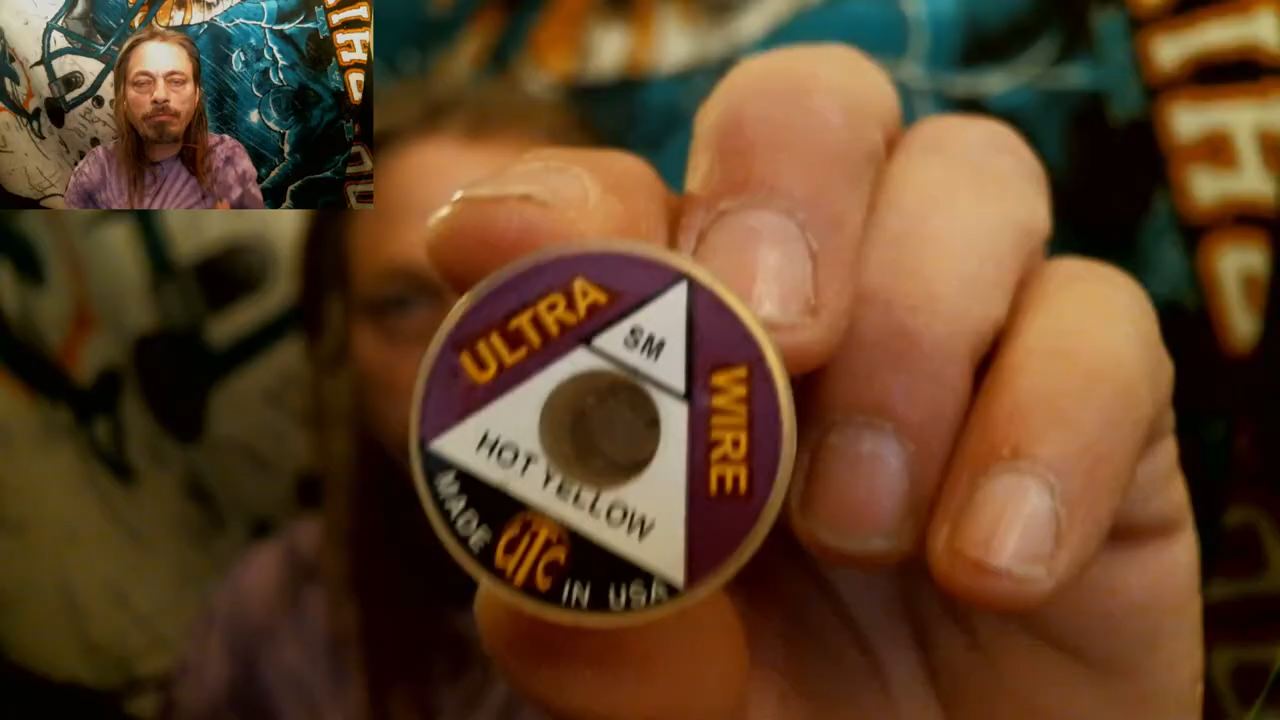 ULTRA
WIRE
SM
HOT YELLOW
MADE
UTC
IN USA